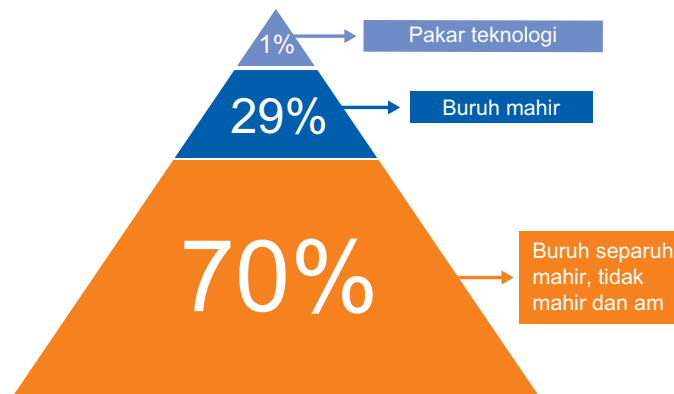 1%
Pakar teknologi
29%
Buruh mahir
70%
Buruh separuh
mahir, tidak
mahir dan am